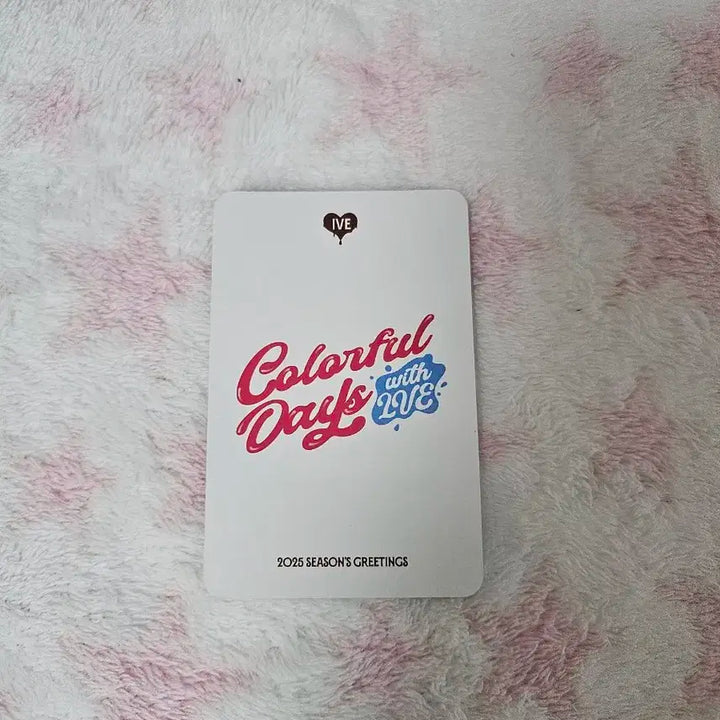 IVE
Colorful
Days with
IVE
2025 SEASON'S GREETINGS